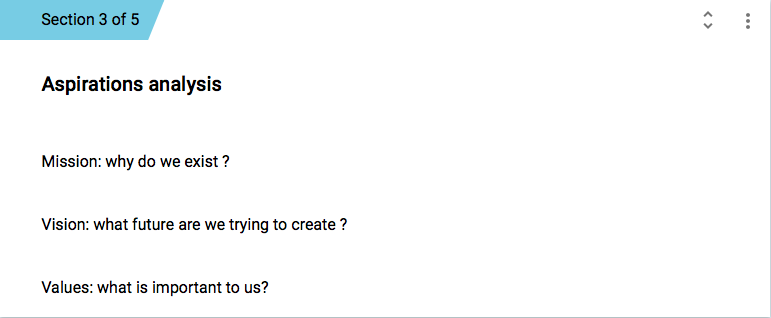 Section 3 of 5
Aspirations analysis
Mission: why do we exist ?
Vision: what future are we trying to create ?
Values: what is important to us?